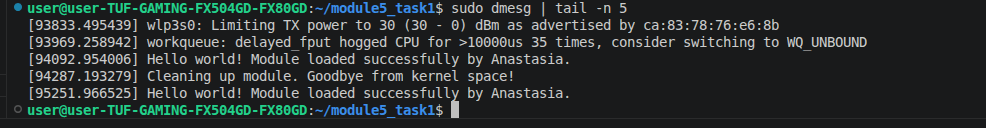 user@user-TUF-GAMING-FX504GD-FX80GD:~/module5_task1$ sudo dmesg | tail -n 5
[93833.495439] wlp3s0: Limiting TX power to 30 (30 - 0) dBm as advertised by ca:83:78:76:e6:8b
[93969.258942] workqueue: delayed_fput hogged CPU for >10000us 35 times, consider switching to WQ_UNBOUND
[94092.954006] Hello world! Module loaded successfully by Anastasia.
[94287.193279] Cleaning up module. Goodbye from kernel space!
[95251.966525] Hello world! Module loaded successfully by Anastasia.
user@user-TUF-GAMING-FX504GD-FX80GD:~/module5_task1$